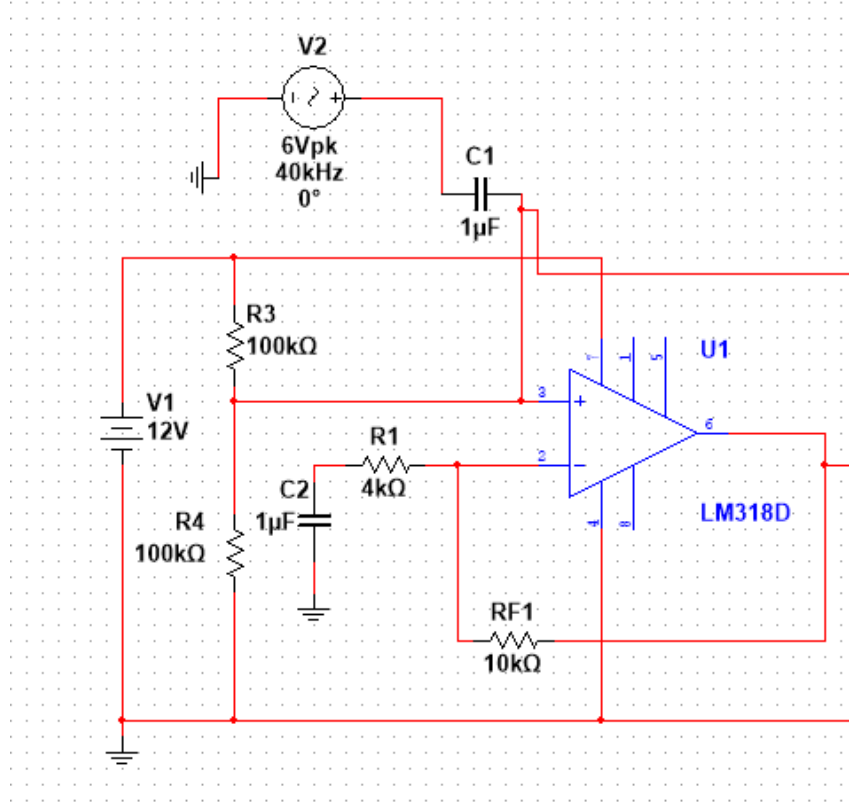 V2
6Vpk
40kHz
0°
C1
1µF
R3
100kΩ
V1
12V
R4
100kΩ
C2
1µF
R1
4kΩ
RF1
10kΩ
U1
LM318D
7
1
5
3
+
2
−
6
4
8